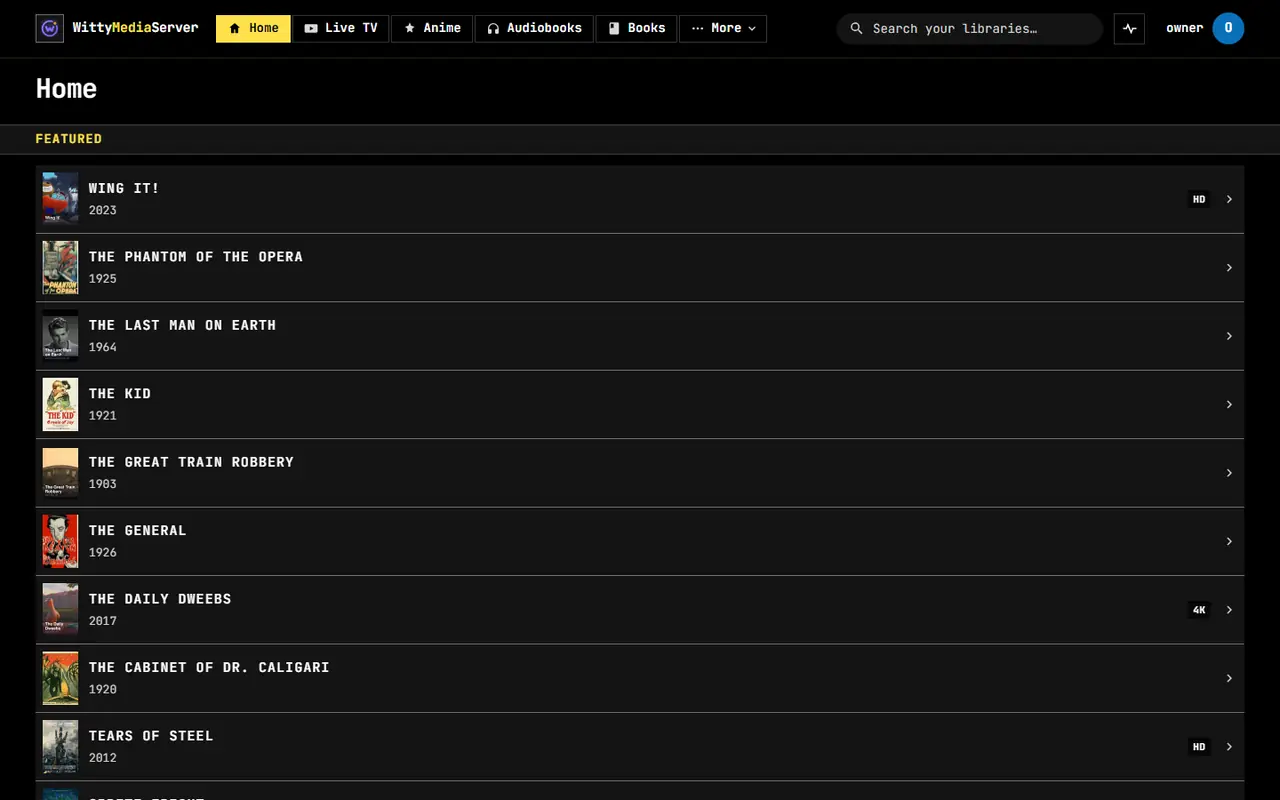 WittyMediaServer
Home
Live TV
Anime
Audiobooks
Books
More
Search your libraries…
owner
O
Home
FEATURED
WING IT!
2023
HD
THE PHANTOM OF THE OPERA
1925
THE LAST MAN ON EARTH
1964
THE KID
1921
THE GREAT TRAIN ROBBERY
1903
THE GENERAL
1926
THE DAILY DWEEBS
2017
4K
THE CABINET OF DR. CALIGARI
1920
TEARS OF STEEL
2012
HD